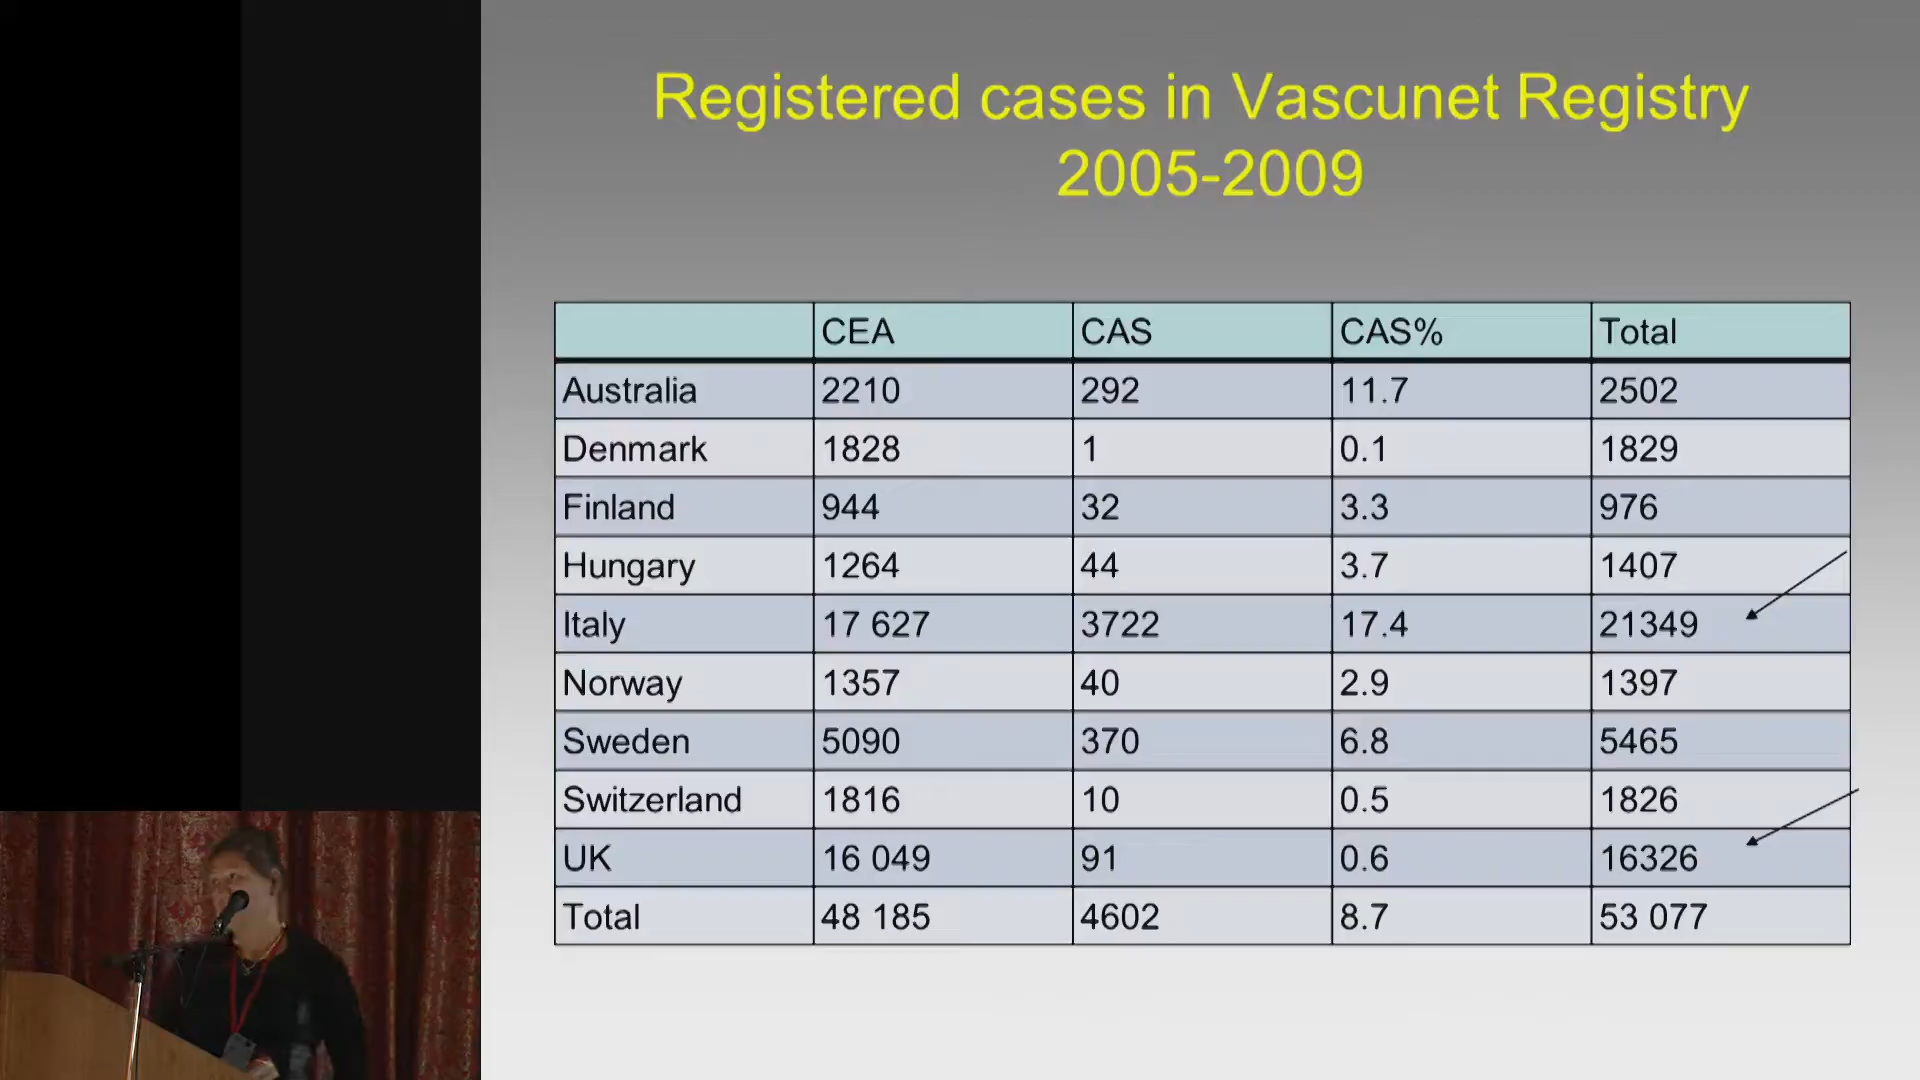 Registered cases in Vascunet Registry
2005-2009
CEA CAS CAS% Total
Australia 2210 292 11.7 2502
Denmark 1828 1 0.1 1829
Finland 944 32 3.3 976
Hungary 1264 44 3.7 1407
Italy 17 627 3722 17.4 21349
Norway 1357 40 2.9 1397
Sweden 5090 370 6.8 5465
Switzerland 1816 10 0.5 1826
UK 16 049 91 0.6 16326
Total 48 185 4602 8.7 53 077